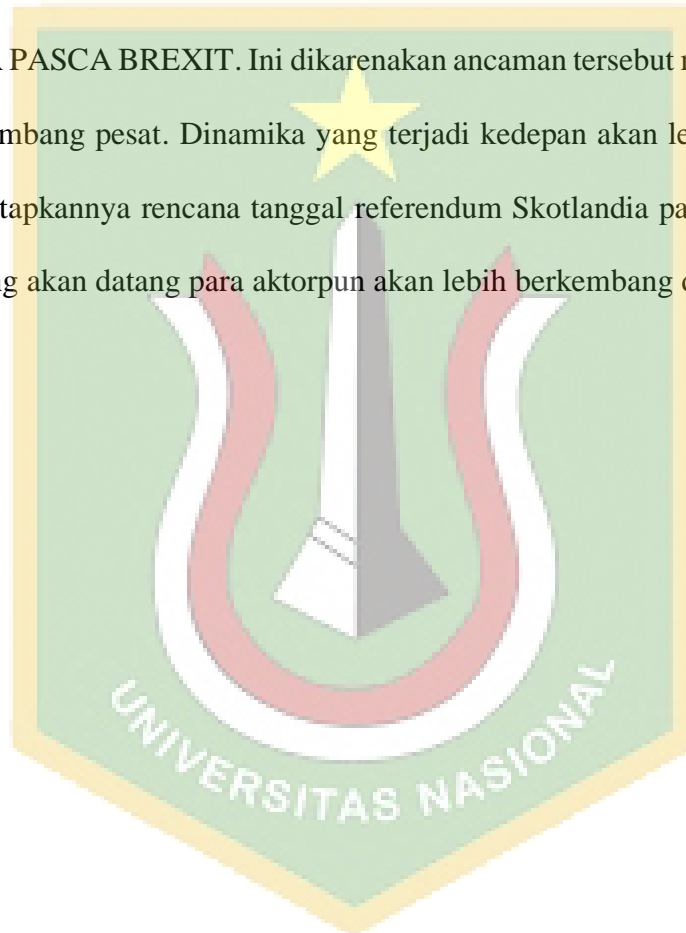 PASCA BREXIT. Ini dikarenakan ancaman tersebut
pesat. Dinamika yang terjadi kedepan akan
rencana tanggal referendum Skotlandia
akan datang para aktorpun akan lebih berkembang
UNIVERSITAS NASIONAL